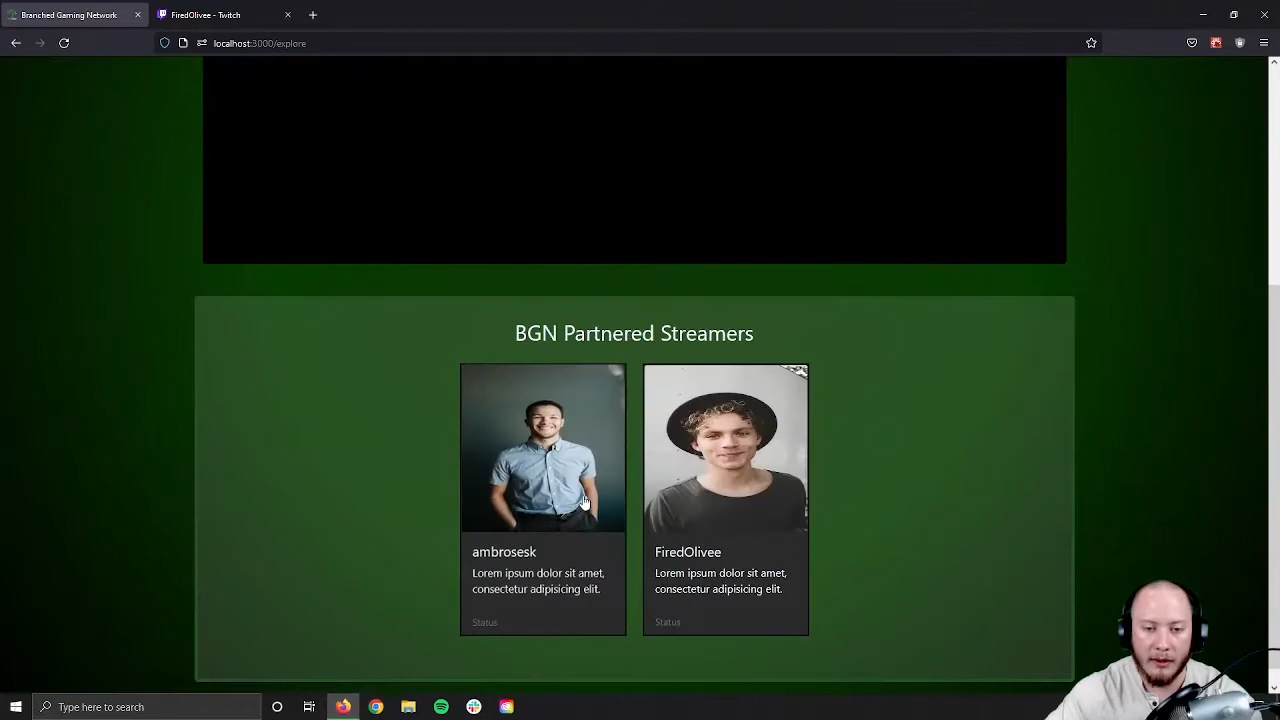 Branched Gaming Network
FiredOlivee - Twitch
localhost:3000/explore
BGN Partnered Streamers
ambrosesk
Lorem ipsum dolor sit amet,
consectetur adipisicing elit.
Status
FiredOlivee
Lorem ipsum dolor sit amet,
consectetur adipisicing elit.
Status
Type here to search